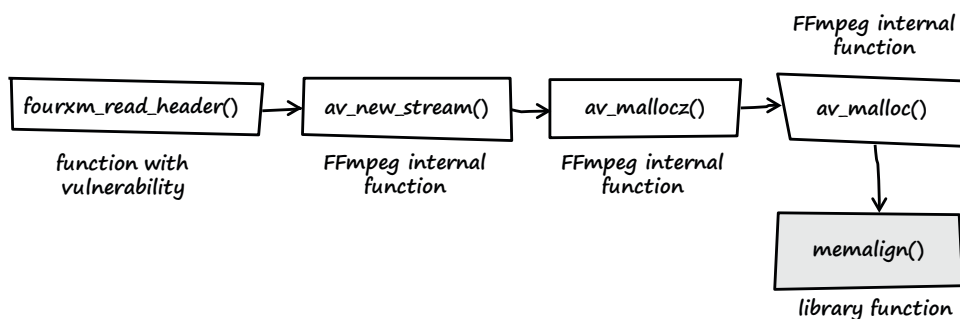 FFmpeg internal
function
fourxm_read_header()
av_new_stream()
av_mallocz()
av_malloc()
function with
vulnerability
FFmpeg internal
function
FFmpeg internal
function
memalign()
library function